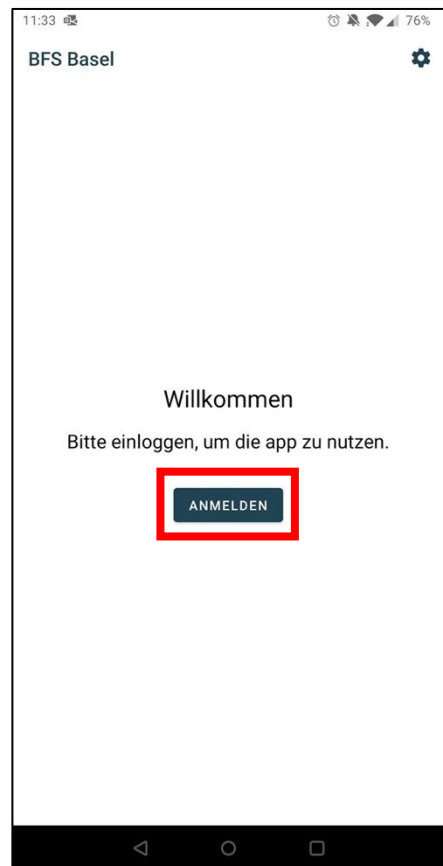 11:33 76%
BFS Basel
Willkommen
Bitte einloggen, um die app zu nutzen.
ANMELDEN